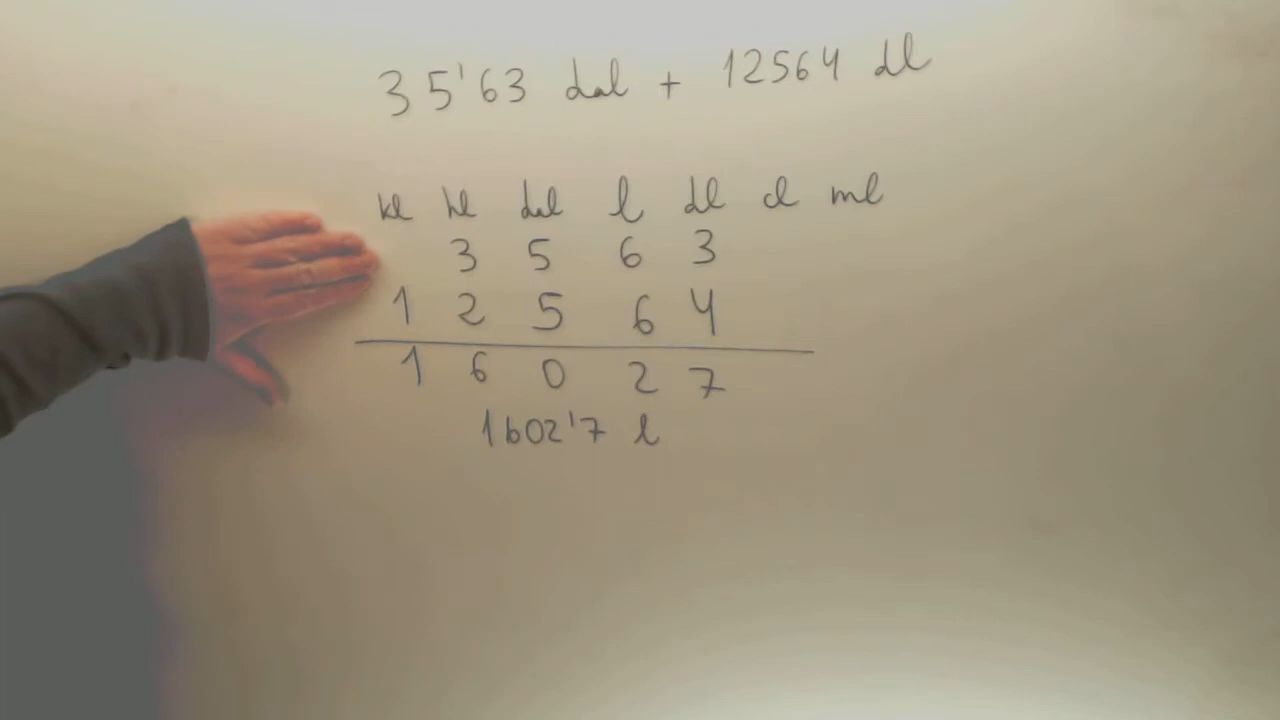 35'63 dal + 12564 dl
kl hl dal l dl cl ml
3 5 6 3
1 2 5 6 4
1 6 0 2 7
1602'7 l